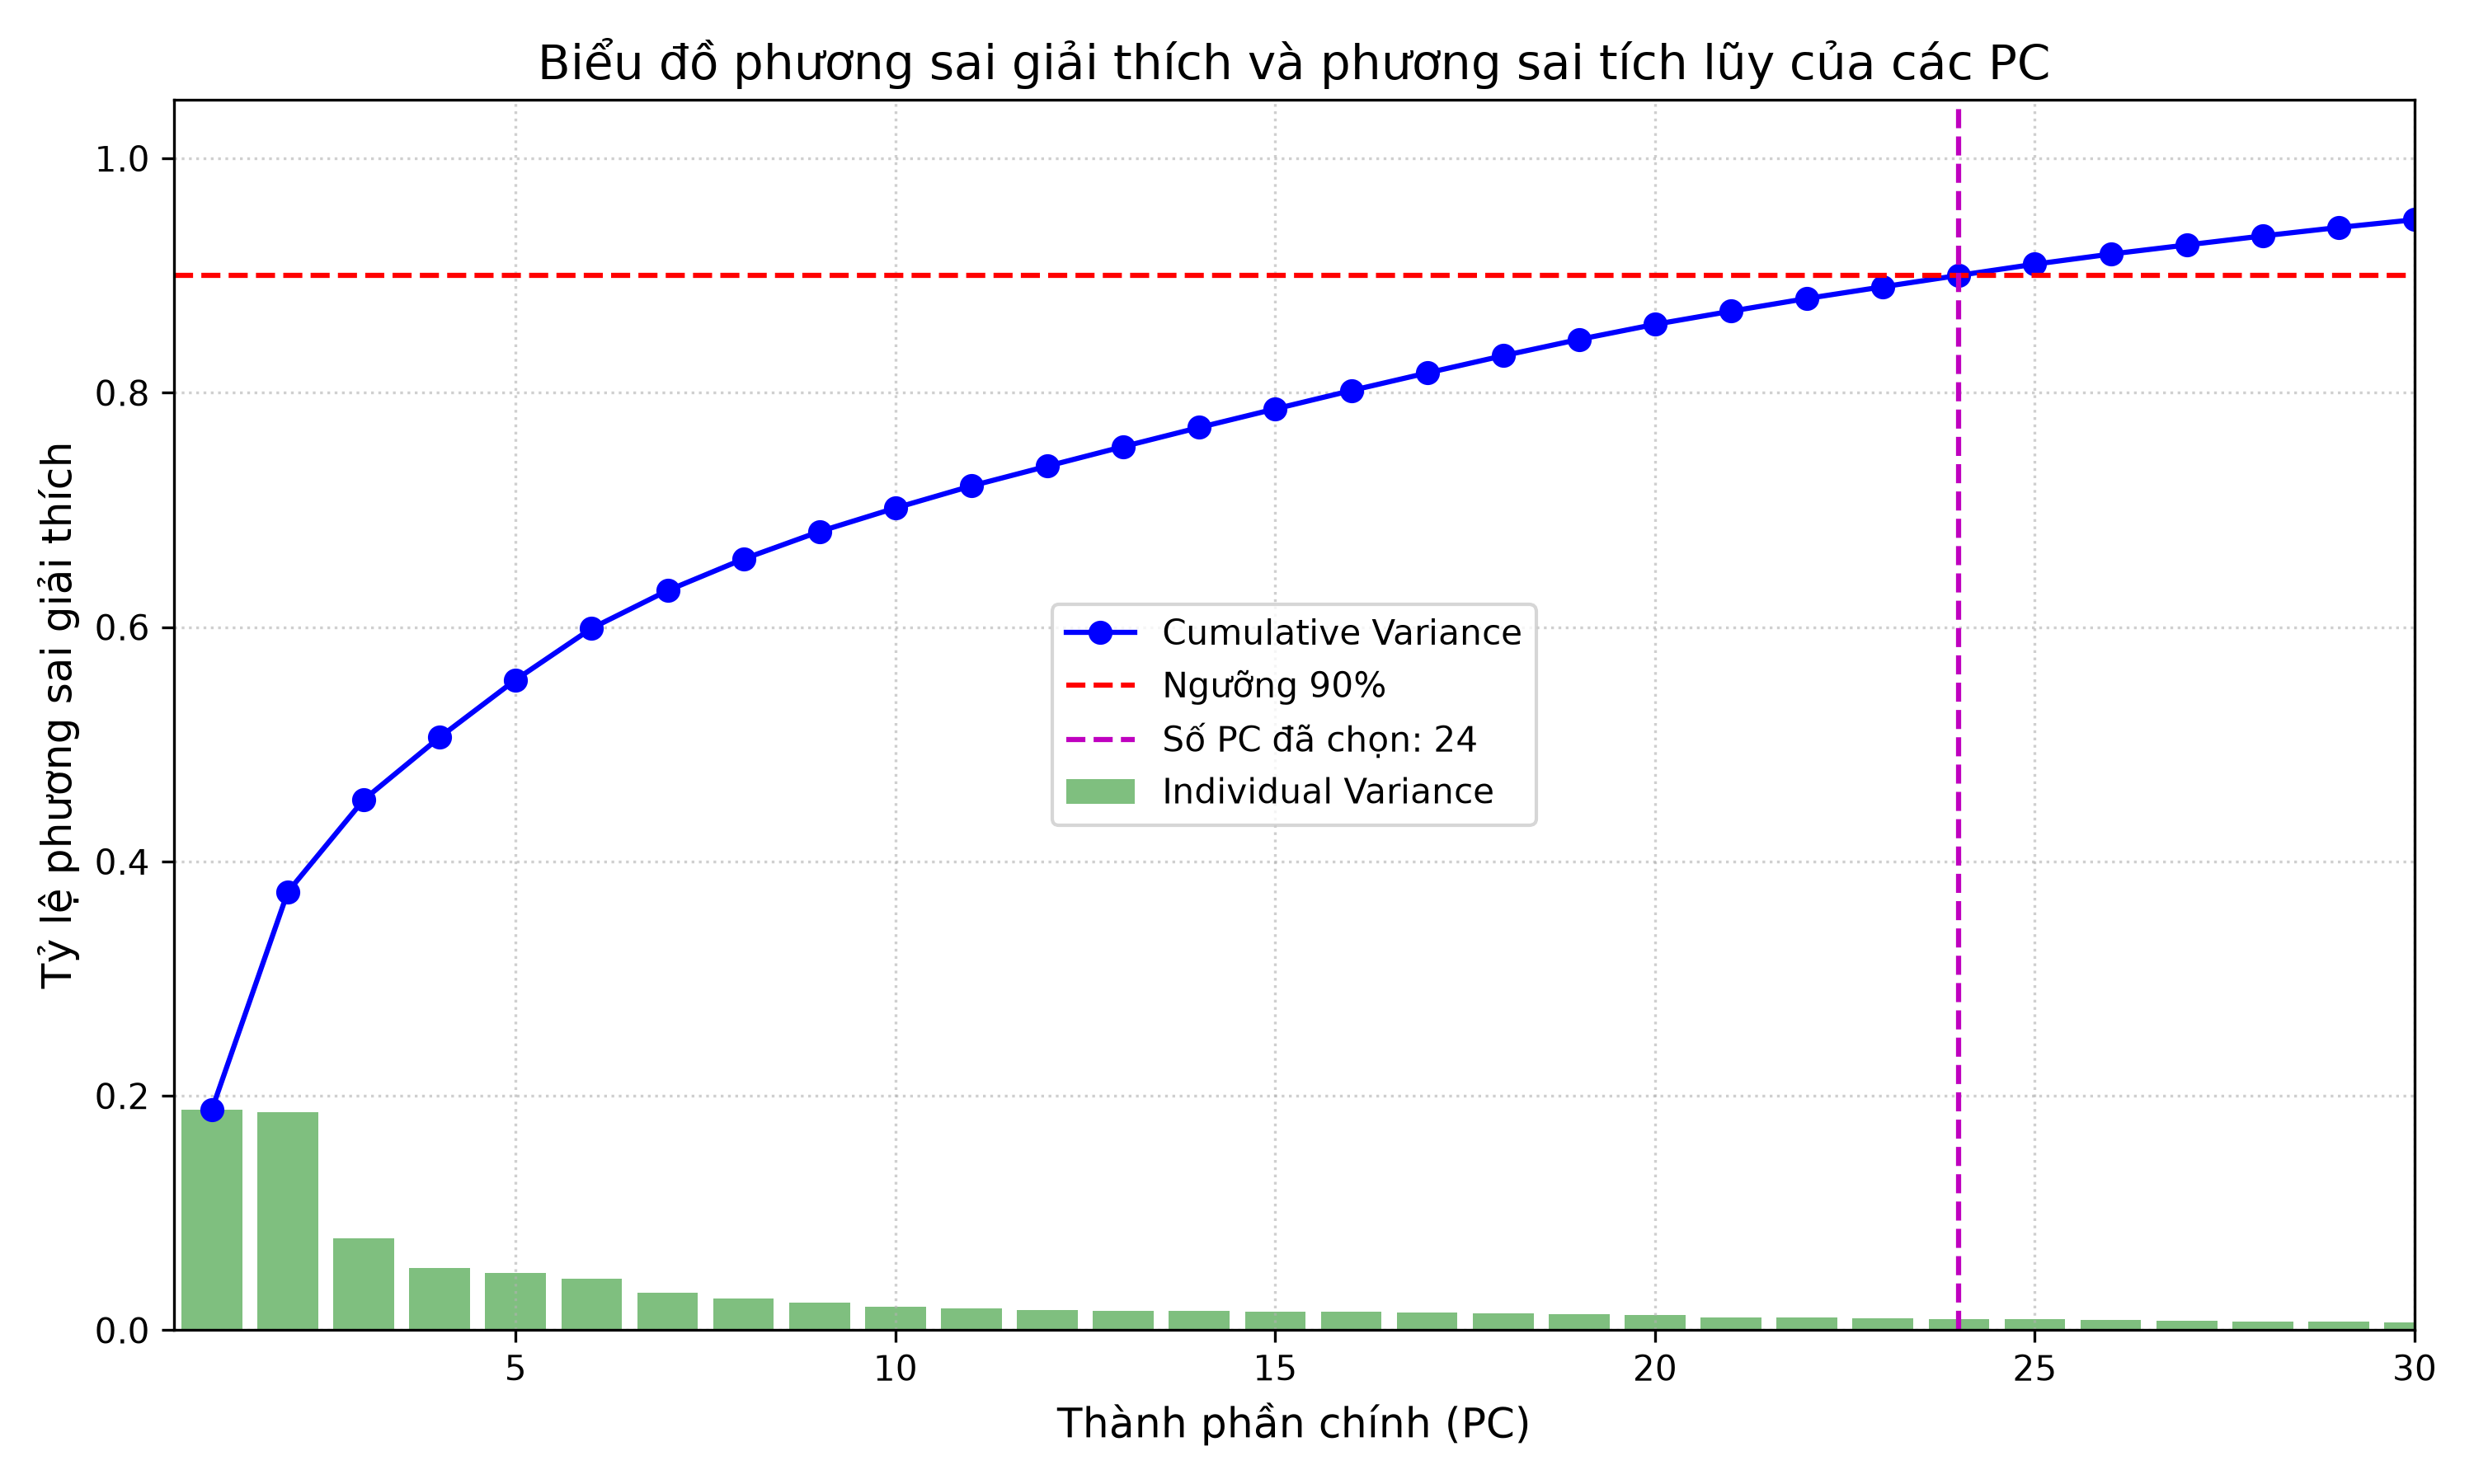 Biểu đồ phương sai giải thích và phương sai tích lũy của các PC
Tỷ lệ phương sai giải thích
1.0
0.8
0.6
0.4
0.2
0.0
Cumulative Variance
Ngưỡng 90%
Số PC đã chọn: 24
Individual Variance
5
10
15
20
25
30
Thành phần chính (PC)